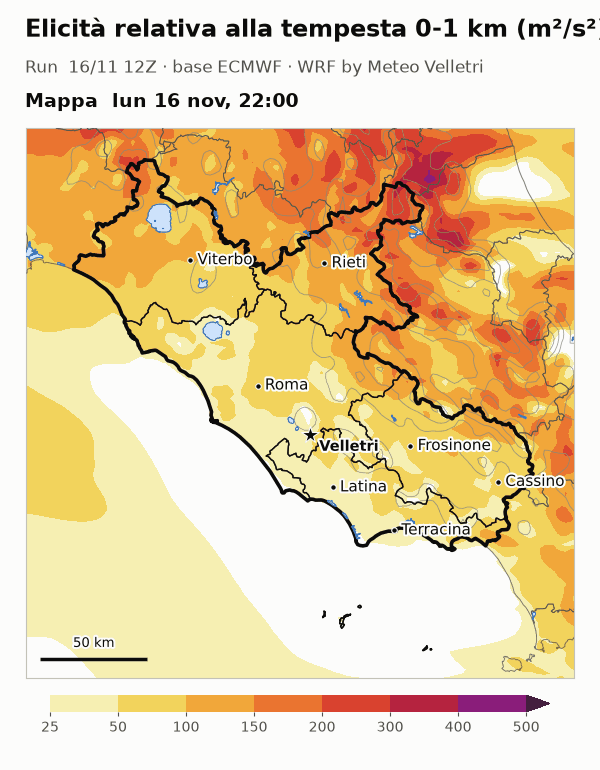 Elicità relativa alla tempesta 0-1 km (m²/s²)
Run 16/11 12Z · base ECMWF · WRF by Meteo Velletri
Mappa lun 16 nov, 22:00
Viterbo
Rieti
Roma
Velletri
Frosinone
Latina
Cassino
Terracina
50 km
25 50 100 150 200 300 400 500